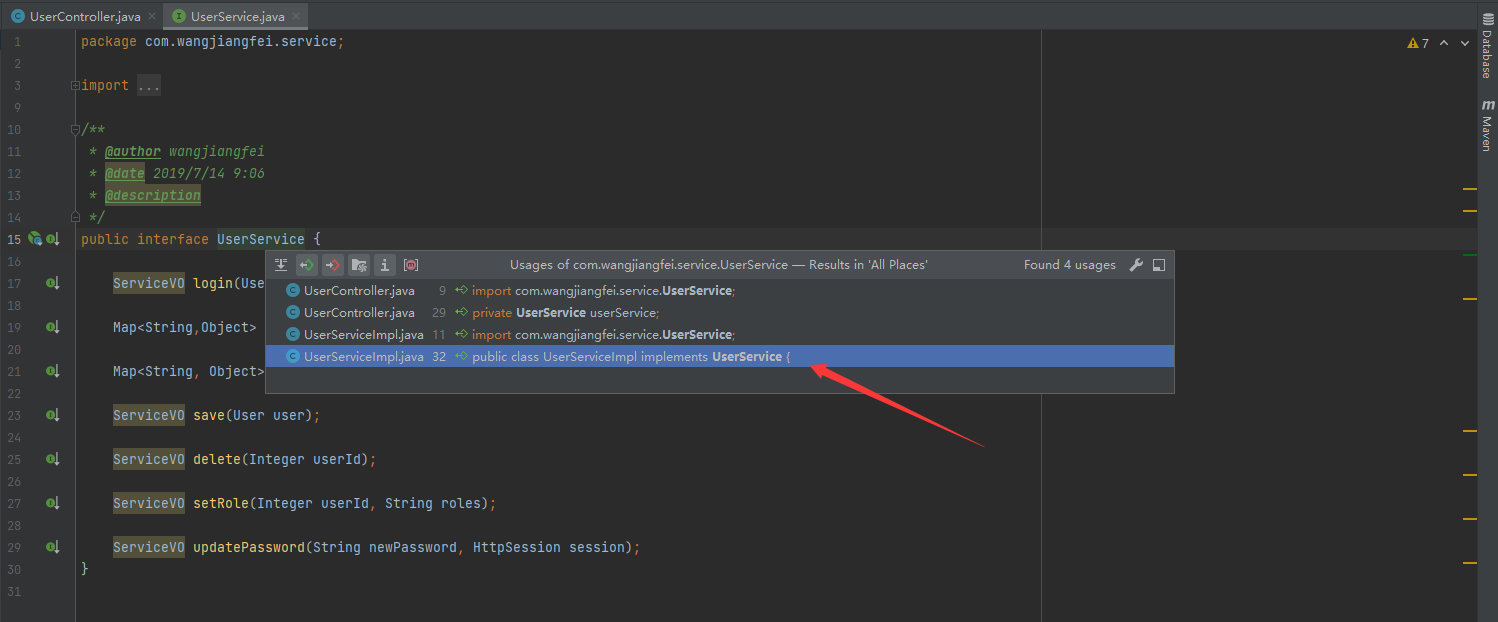 UserController.java UserService.java
1 package com.wangjiangfei.service;
7
2
3 import ...
9
10 /**
11 * @author wangjiangfei
12 * @date 2019/7/14 9:06
13 * @description
14 */
15 public interface UserService {
16
Usages of com.wangjiangfei.service.UserService — Results in 'All Places' Found 4 usages
UserController.java 9 import com.wangjiangfei.service.UserService;
UserController.java 29 private UserService userService;
UserServiceImpl.java 11 import com.wangjiangfei.service.UserService;
UserServiceImpl.java 32 public class UserServiceImpl implements UserService {
17 ServiceVO login(Use
18
19 Map<String,Object>
20
21 Map<String, Object>
22
23 ServiceVO save(User user);
24
25 ServiceVO delete(Integer userId);
26
27 ServiceVO setRole(Integer userId, String roles);
28
29 ServiceVO updatePassword(String newPassword, HttpSession session);
30 }
31
Database
m Maven